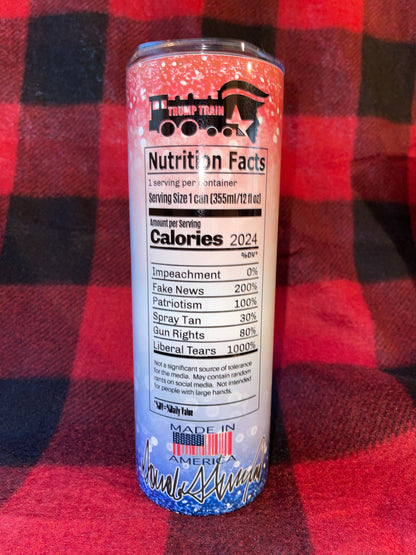 TRUMP TRAIN
Nutrition Facts
1 serving per container
Serving Size 1 can (355ml/12 fl oz)
Amount per Serving
Calories 2024
%DV*
Impeachment 0%
Fake News 200%
Patriotism 100%
Spray Tan 30%
Gun Rights 80%
Liberal Tears 1000%
Not a significant source of tolerance
for the media. May contain random
rants on social media. Not intended
for people with large hands.
=%Daily Value
MADE IN
AMERICA